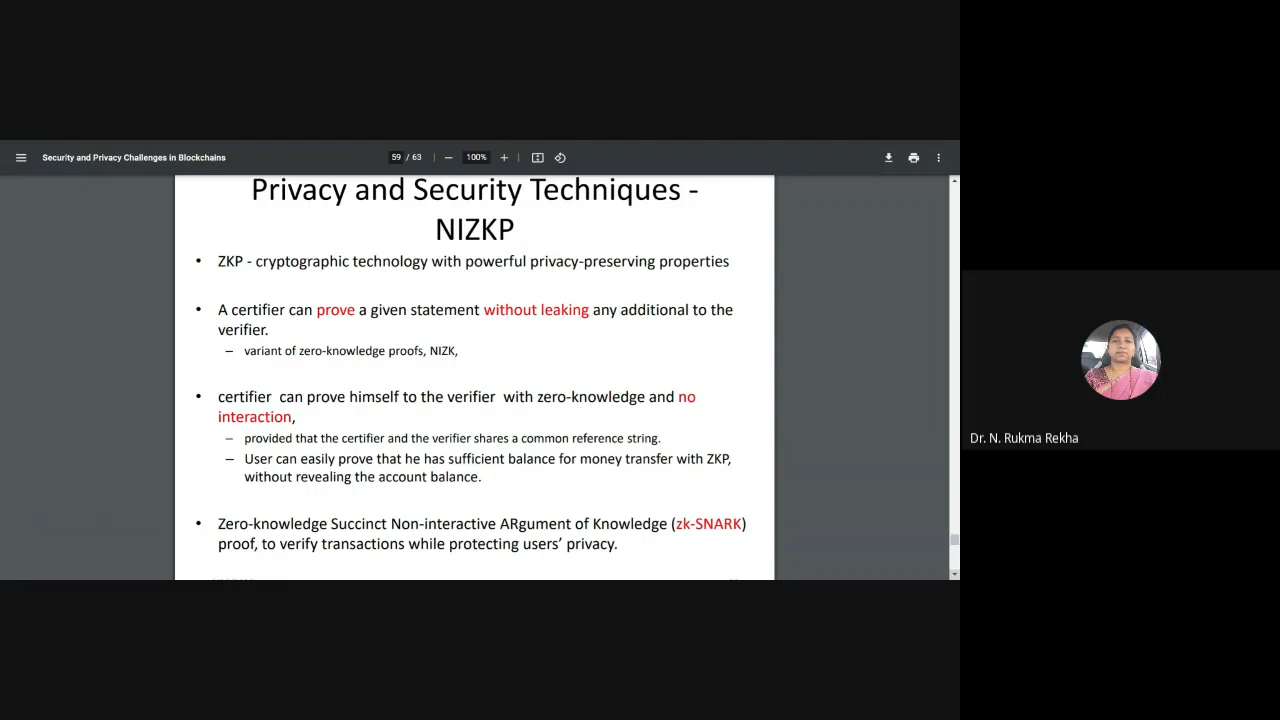 Security and Privacy Challenges in Blockchains
59 / 63
100%
Privacy and Security Techniques -
NIZKP
• ZKP - cryptographic technology with powerful privacy-preserving properties
• A certifier can prove a given statement without leaking any additional to the
verifier.
– variant of zero-knowledge proofs, NIZK,
• certifier can prove himself to the verifier with zero-knowledge and no
interaction,
– provided that the certifier and the verifier shares a common reference string.
– User can easily prove that he has sufficient balance for money transfer with ZKP,
without revealing the account balance.
• Zero-knowledge Succinct Non-interactive ARgument of Knowledge (zk-SNARK)
proof, to verify transactions while protecting users’ privacy.
Dr. N. Rukma Rekha